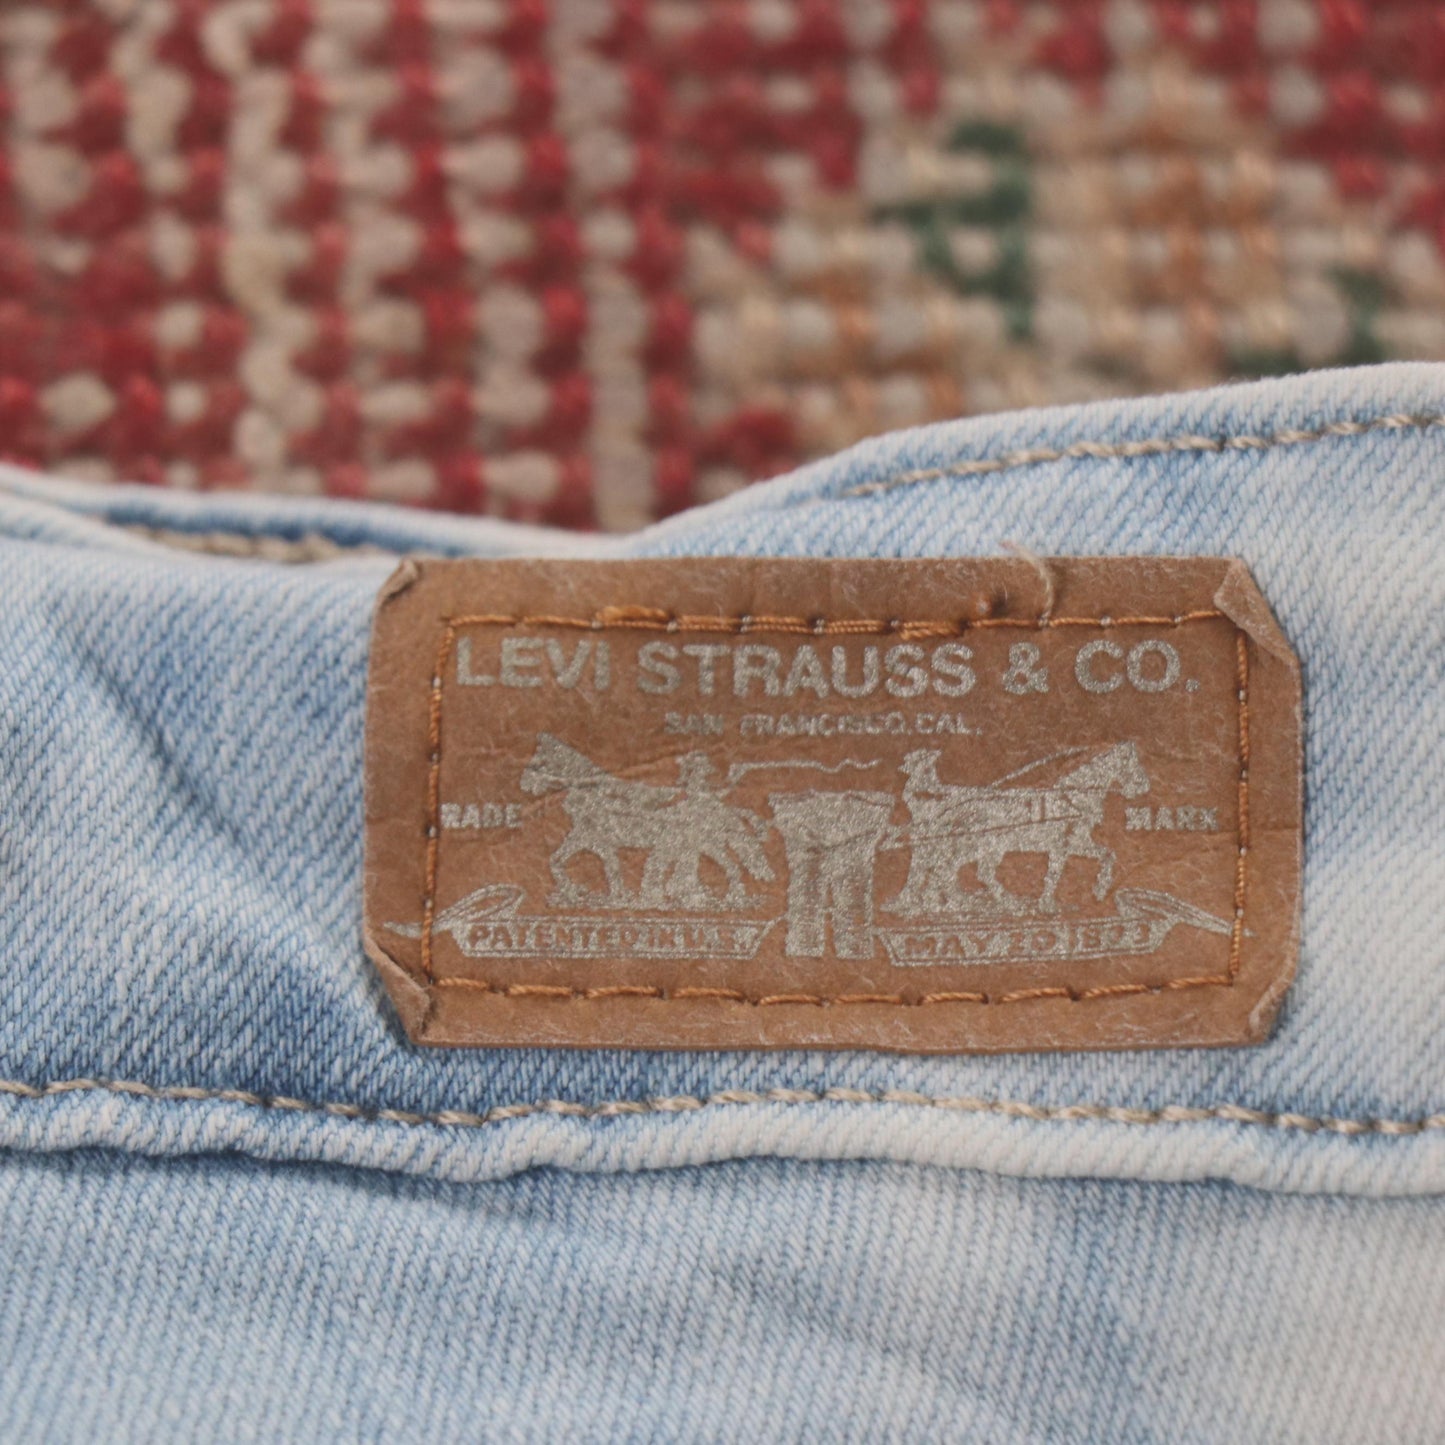 LEVI STRAUSS & CO.
SAN FRANCISCO, CAL.
TRADE MARK
PATENTED IN U.S. MAY 20 1873